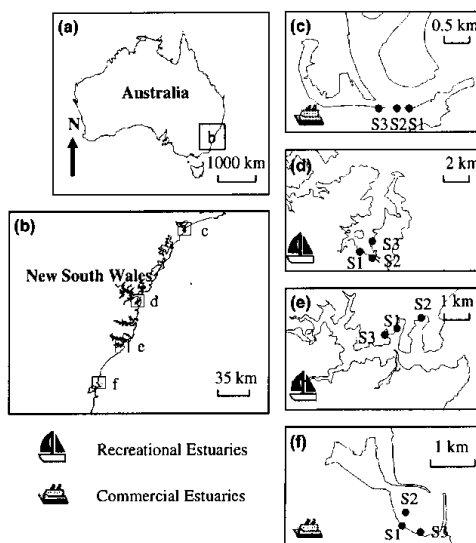 (a)
Australia
N
b
1000 km
(b)
c
New South Wales
d
e
f
35 km
Recreational Estuaries
Commercial Estuaries
(c)
0.5 km
S3 S2 S1
(d)
2 km
S3
S1
S2
(e)
1 km
S2
S1
S3
(f)
1 km
S2
S1
S3